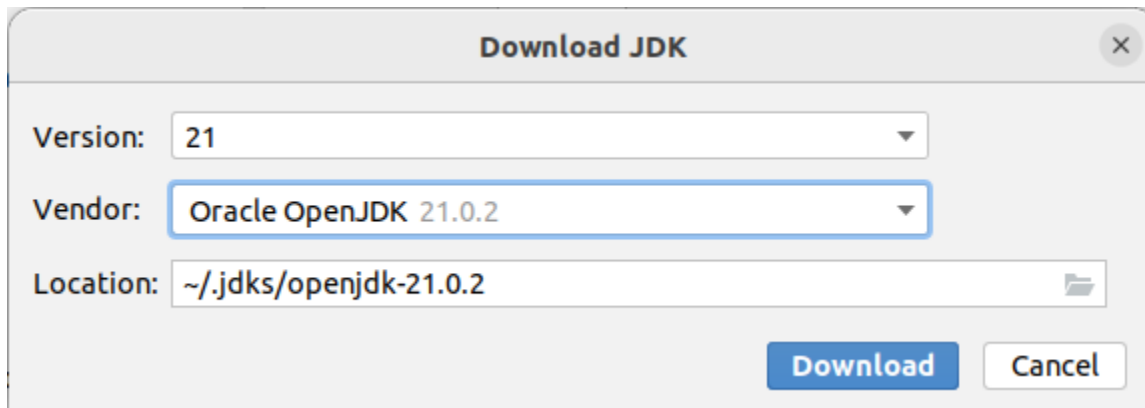 Download JDK
Version: 21
Vendor: Oracle OpenJDK 21.0.2
Location: ~/.jdks/openjdk-21.0.2
Download Cancel